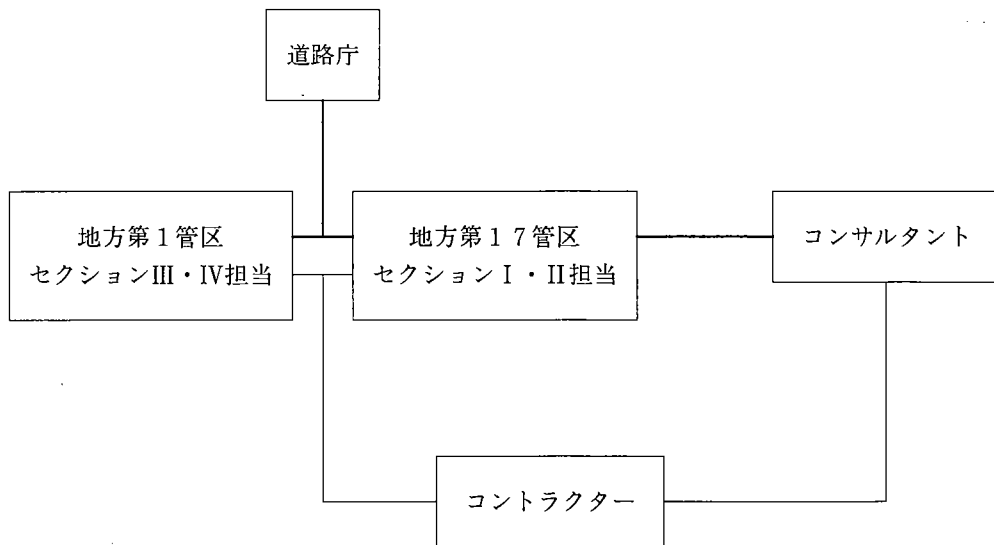 道路庁
地方第1管区
セクションⅢ・Ⅳ担当
地方第17管区
セクションⅠ・Ⅱ担当
コンサルタント
コントラクター